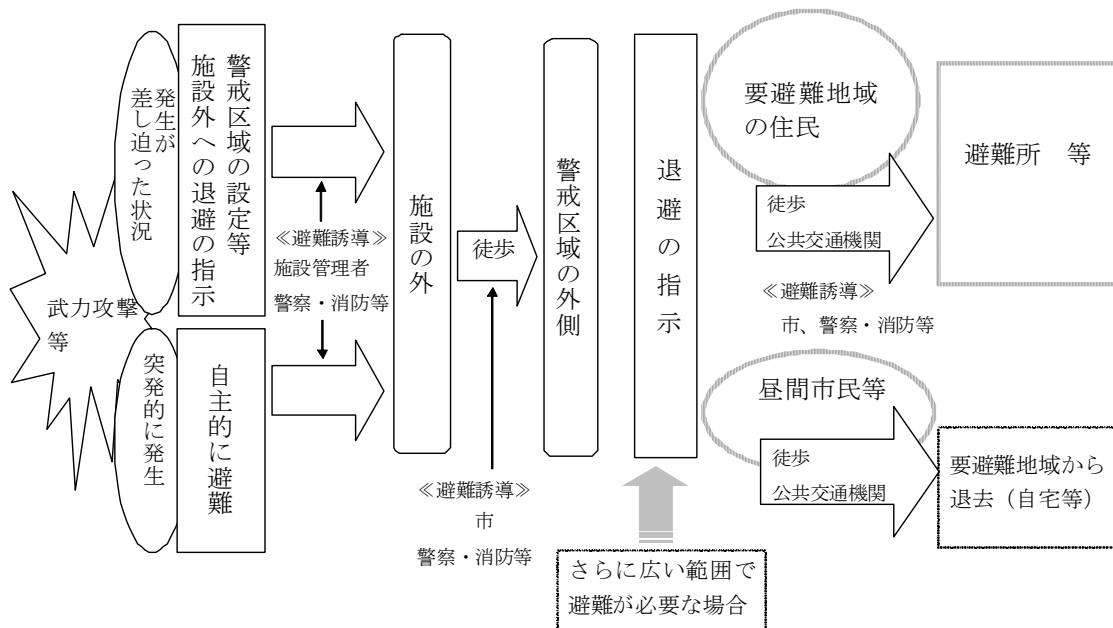 武力攻撃
等
発生が
差し迫った状況
突発的に発生
警戒区域の設定等
施設外への退避の指示
自主的に避難
≪避難誘導≫
施設管理者
警察・消防等
施設の外
徒歩
≪避難誘導≫
市
警察・消防等
警戒区域の外側
退避の指示
さらに広い範囲で
避難が必要な場合
要避難地域
の住民
徒歩
公共交通機関
≪避難誘導≫
市、警察・消防等
避難所　等
昼間市民等
徒歩
公共交通機関
要避難地域から
退去（自宅等）